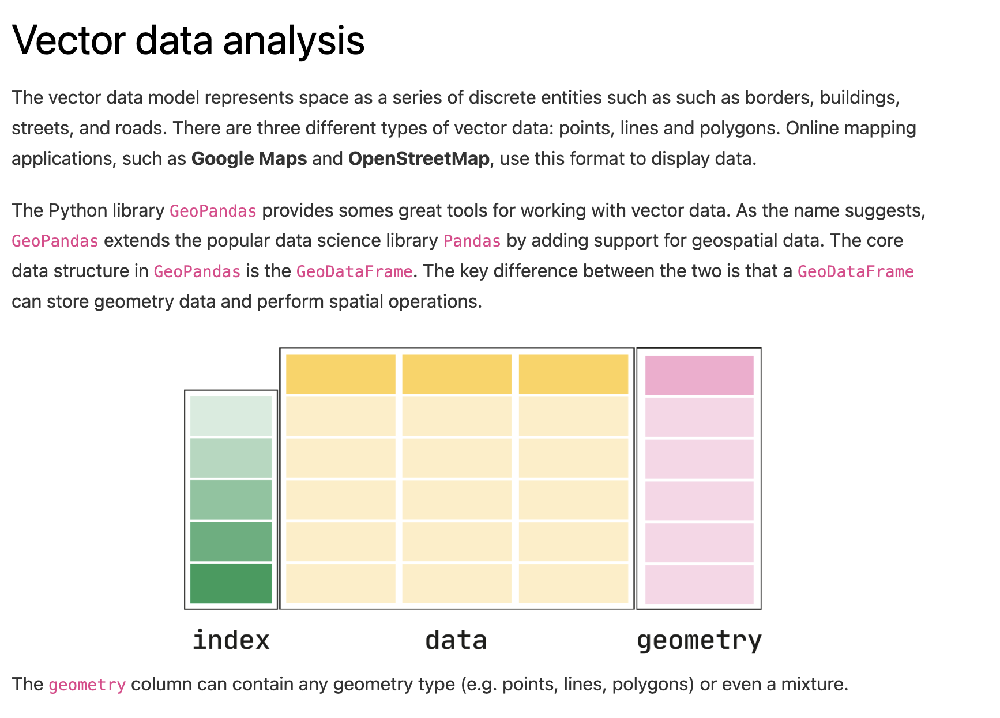 Vector data analysis
The vector data model represents space as a series of discrete entities such as such as borders, buildings,
streets, and roads. There are three different types of vector data: points, lines and polygons. Online mapping
applications, such as Google Maps and OpenStreetMap, use this format to display data.
The Python library GeoPandas provides somes great tools for working with vector data. As the name suggests,
GeoPandas extends the popular data science library Pandas by adding support for geospatial data. The core
data structure in GeoPandas is the GeoDataFrame. The key difference between the two is that a GeoDataFrame
can store geometry data and perform spatial operations.
index data geometry
The geometry column can contain any geometry type (e.g. points, lines, polygons) or even a mixture.